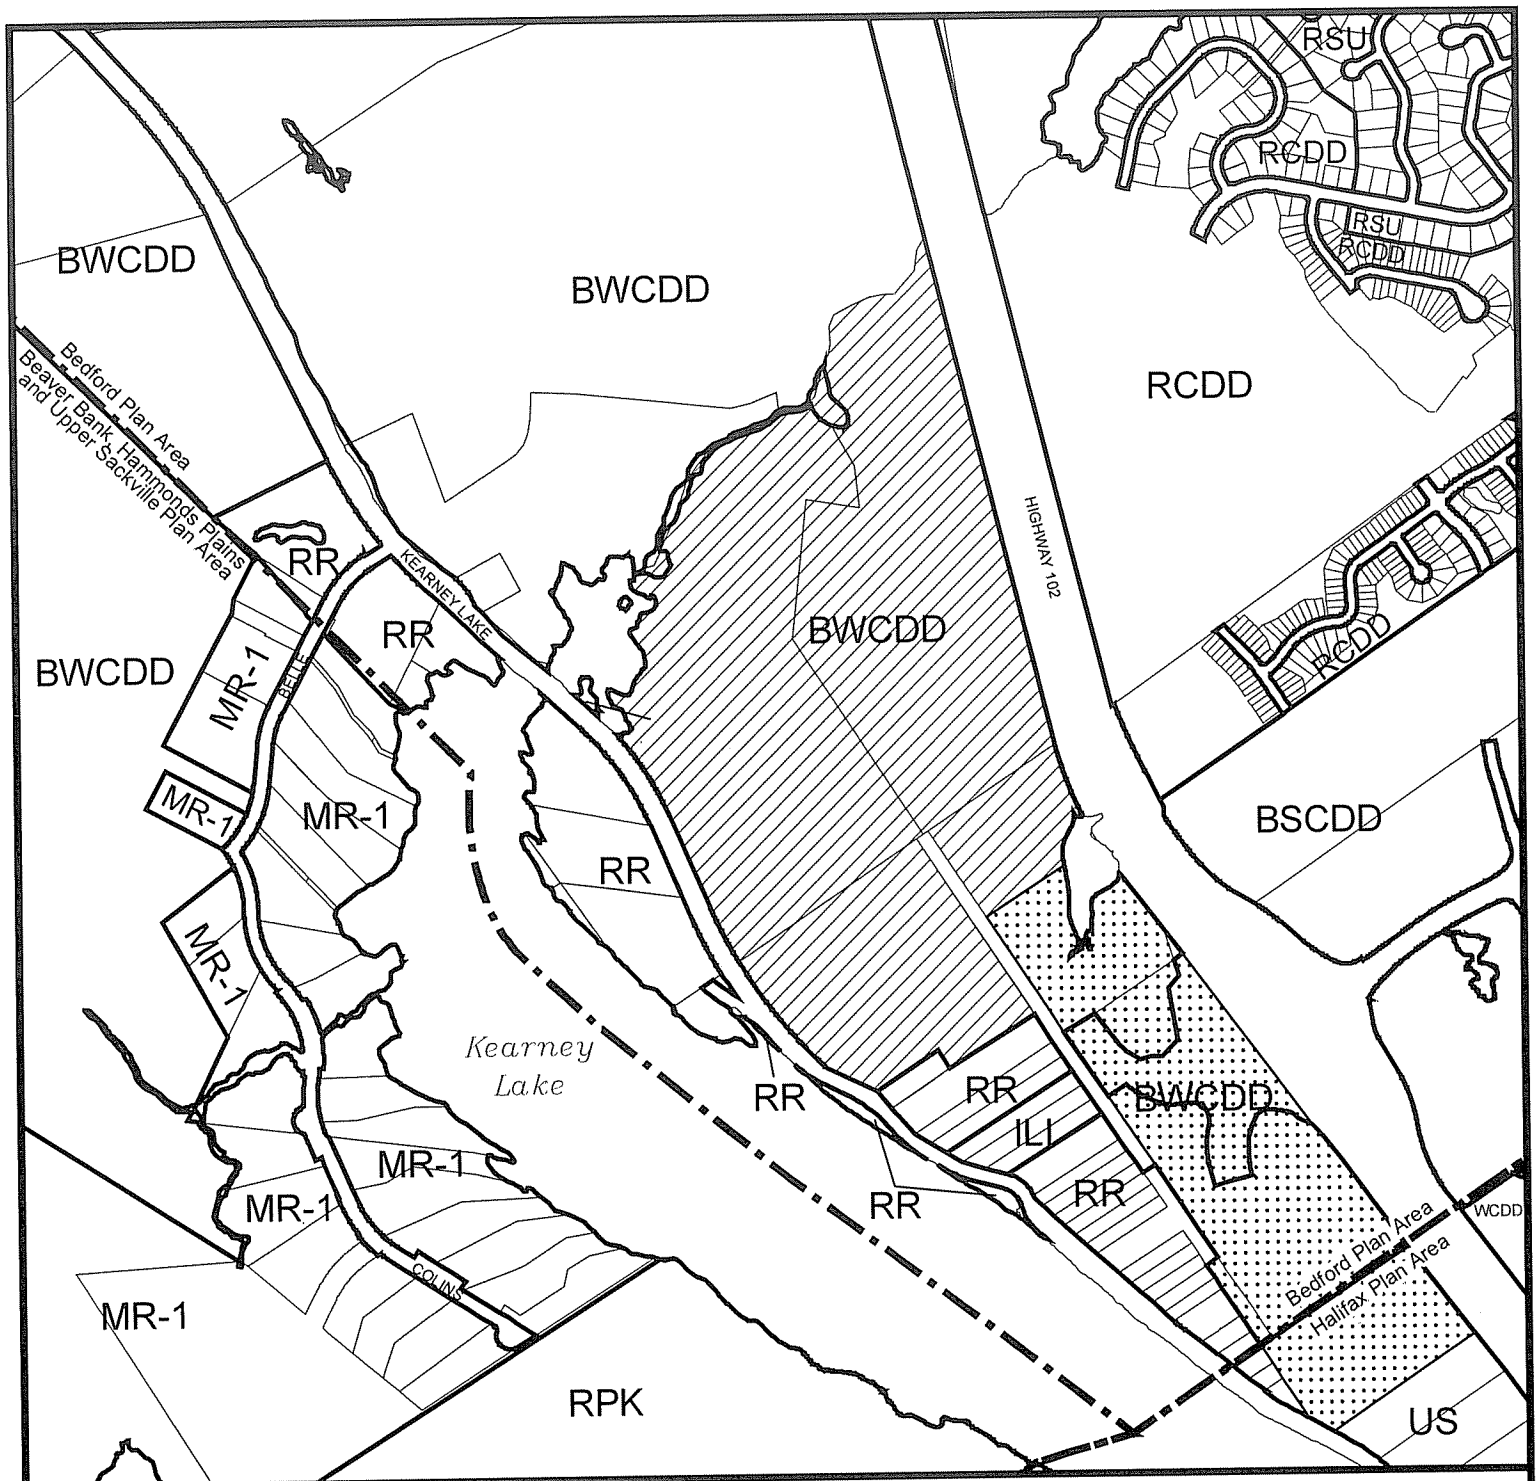 RSU
RCDD
RSU
RCDD
BWCDD
BWCDD
RCDD
Bedford Plan Area
Beaver Bank, Hammonds Plains
and Upper Sackville Plan Area
HIGHWAY 102
RR
KEARNEY LAKE
RR
BWCDD
RCDD
BWCDD
MR-1
BELLE
MR-1
MR-1
BSCDD
RR
MR-1
Kearney
Lake
RR
RR
BWCDD
ILI
MR-1
RR
MR-1
RR
WCDD
Bedford Plan Area
Halifax Plan Area
COLINS
MR-1
RPK
US